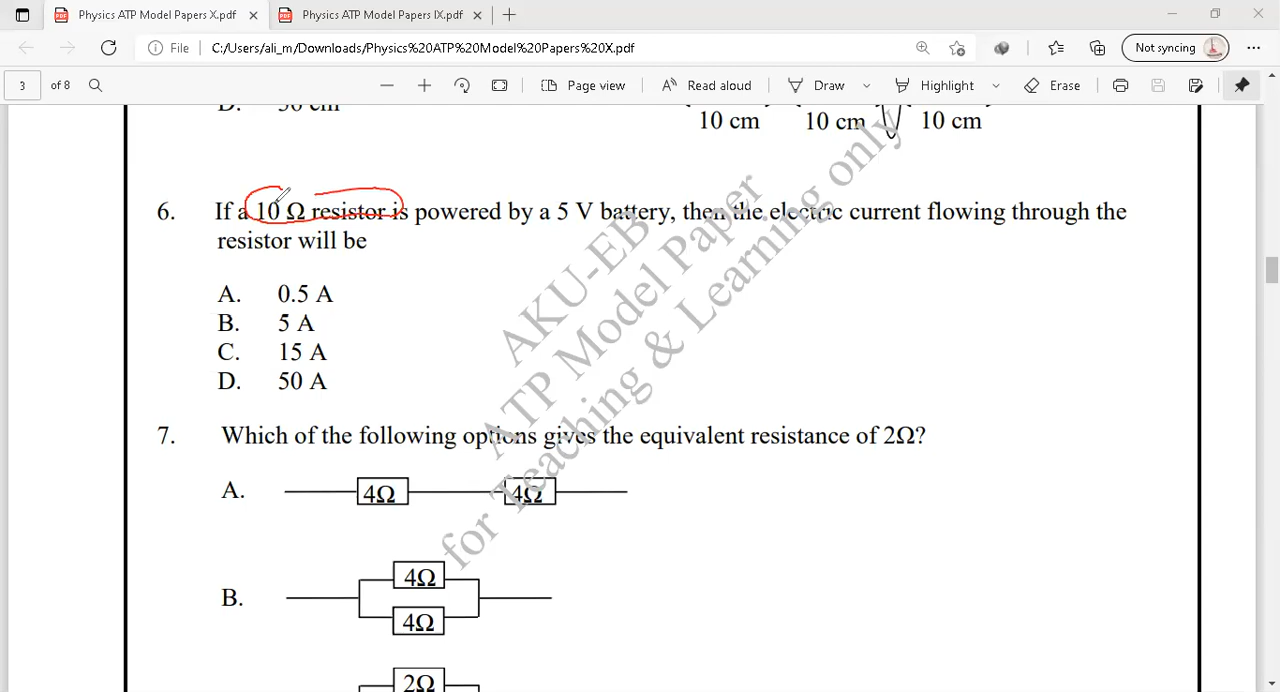 Physics ATP Model Papers X.pdf
Physics ATP Model Papers IX.pdf
File
C:/Users/ali_m/Downloads/Physics%20ATP%20Model%20Papers%20X.pdf
Not syncing
3 of 8
Page view
Read aloud
Draw
Highlight
Erase
10 cm 10 cm 10 cm
6. If a 10 Ω resistor is powered by a 5 V battery, then the electric current flowing through the
resistor will be
A. 0.5 A
B. 5 A
C. 15 A
D. 50 A
7. Which of the following options gives the equivalent resistance of 2Ω?
A. 4Ω 4Ω
B. 4Ω
4Ω
2Ω
AKU-EB
ATP Model Paper
for Teaching & Learning only